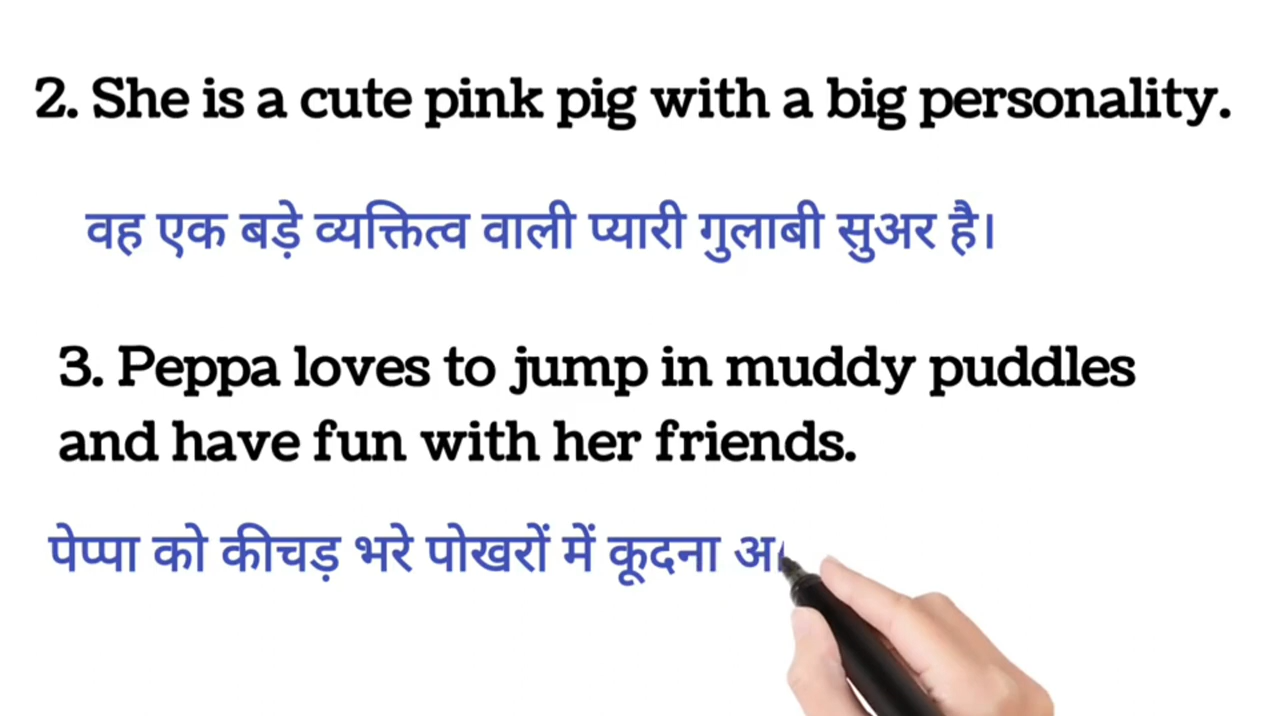 2. She is a cute pink pig with a big personality.
वह एक बड़े व्यक्तित्व वाली प्यारी गुलाबी सुअर है।
3. Peppa loves to jump in muddy puddles
and have fun with her friends.
पेप्पा को कीचड़ भरे पोखरों में कूदना